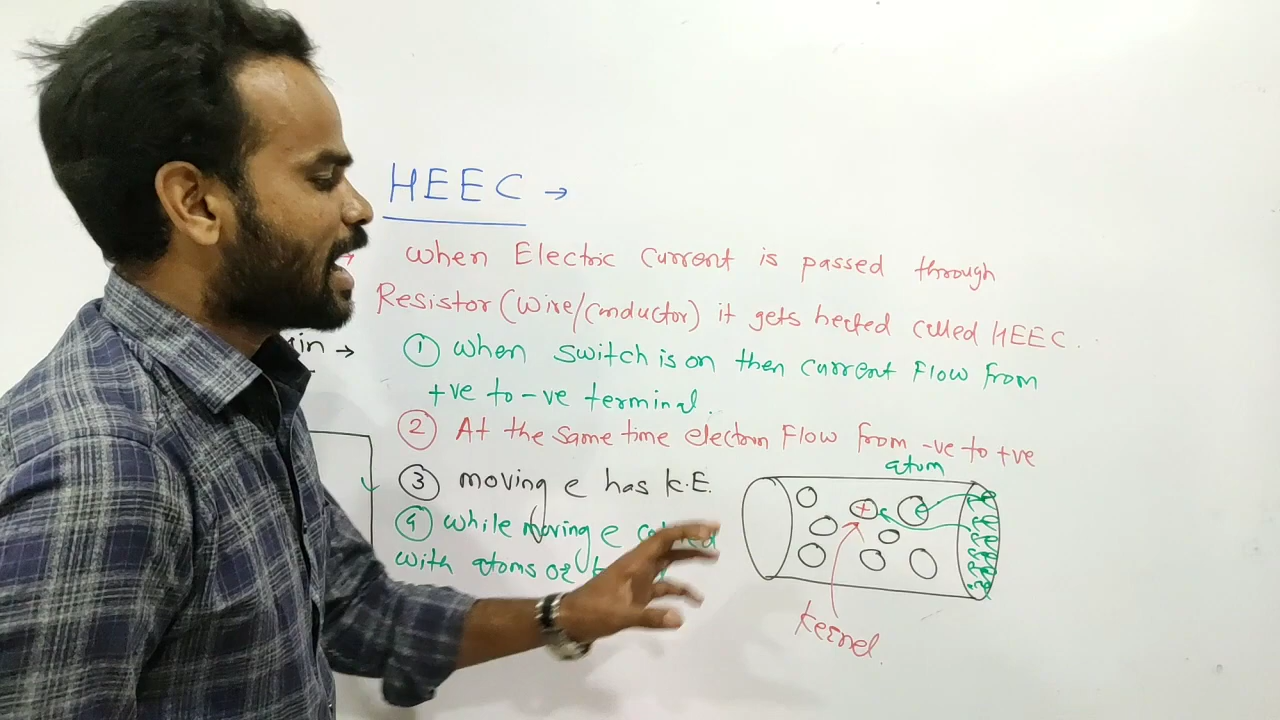 HEEC →
When Electric Current is passed through
Resistor (Wire/Conductor) it gets heated called HEEC..
→
① When switch is on then current Flow From
+ve to -ve terminal.
② At the same time electron Flow from -ve to +ve
③ moving e has K.E.
④ while moving e
with atoms or
atom
+
kernel